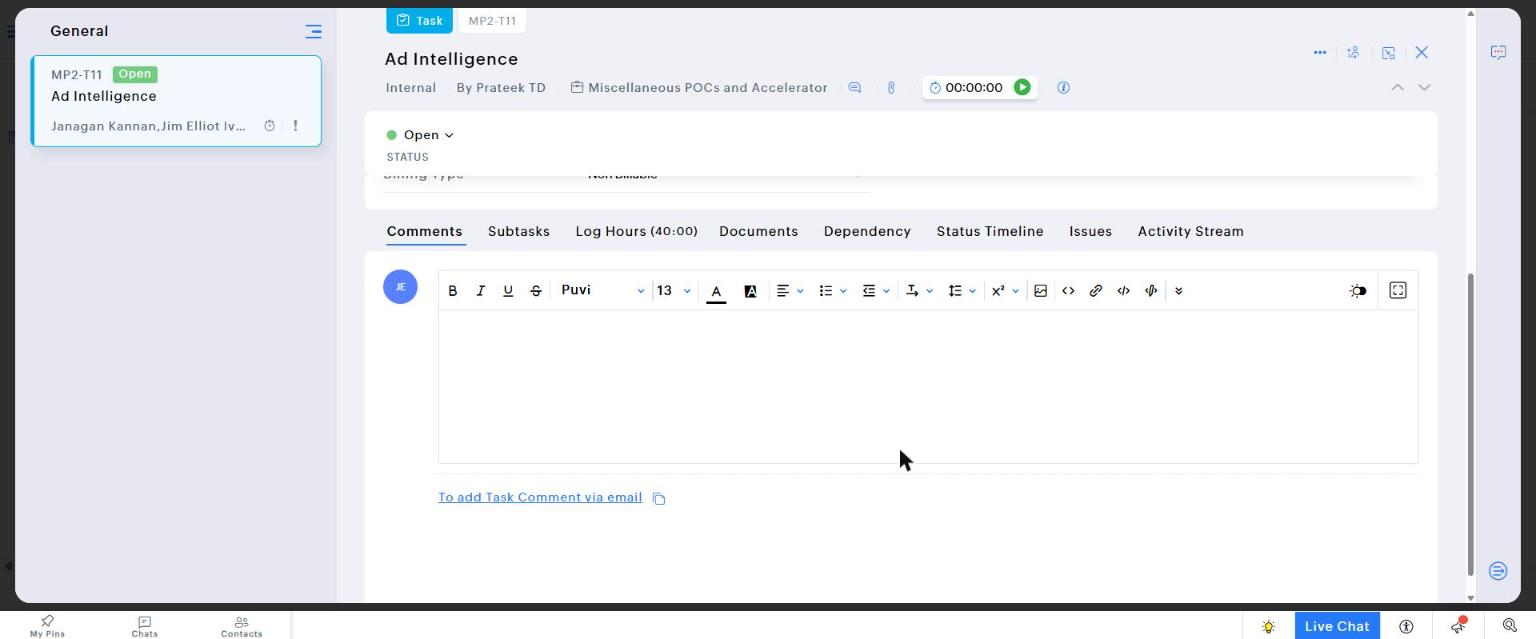 General
MP2-T11 Open
Ad Intelligence
Janagan Kannan,Jim Elliot Iv...
Task MP2-T11
Ad Intelligence
Internal By Prateek TD Miscellaneous POCs and Accelerator 00:00:00
Open
STATUS
Billing Type Non Billable
Comments Subtasks Log Hours (40:00) Documents Dependency Status Timeline Issues Activity Stream
JE
B I U S Puvi 13 A A x²
To add Task Comment via email
My Pins Chats Contacts Live Chat